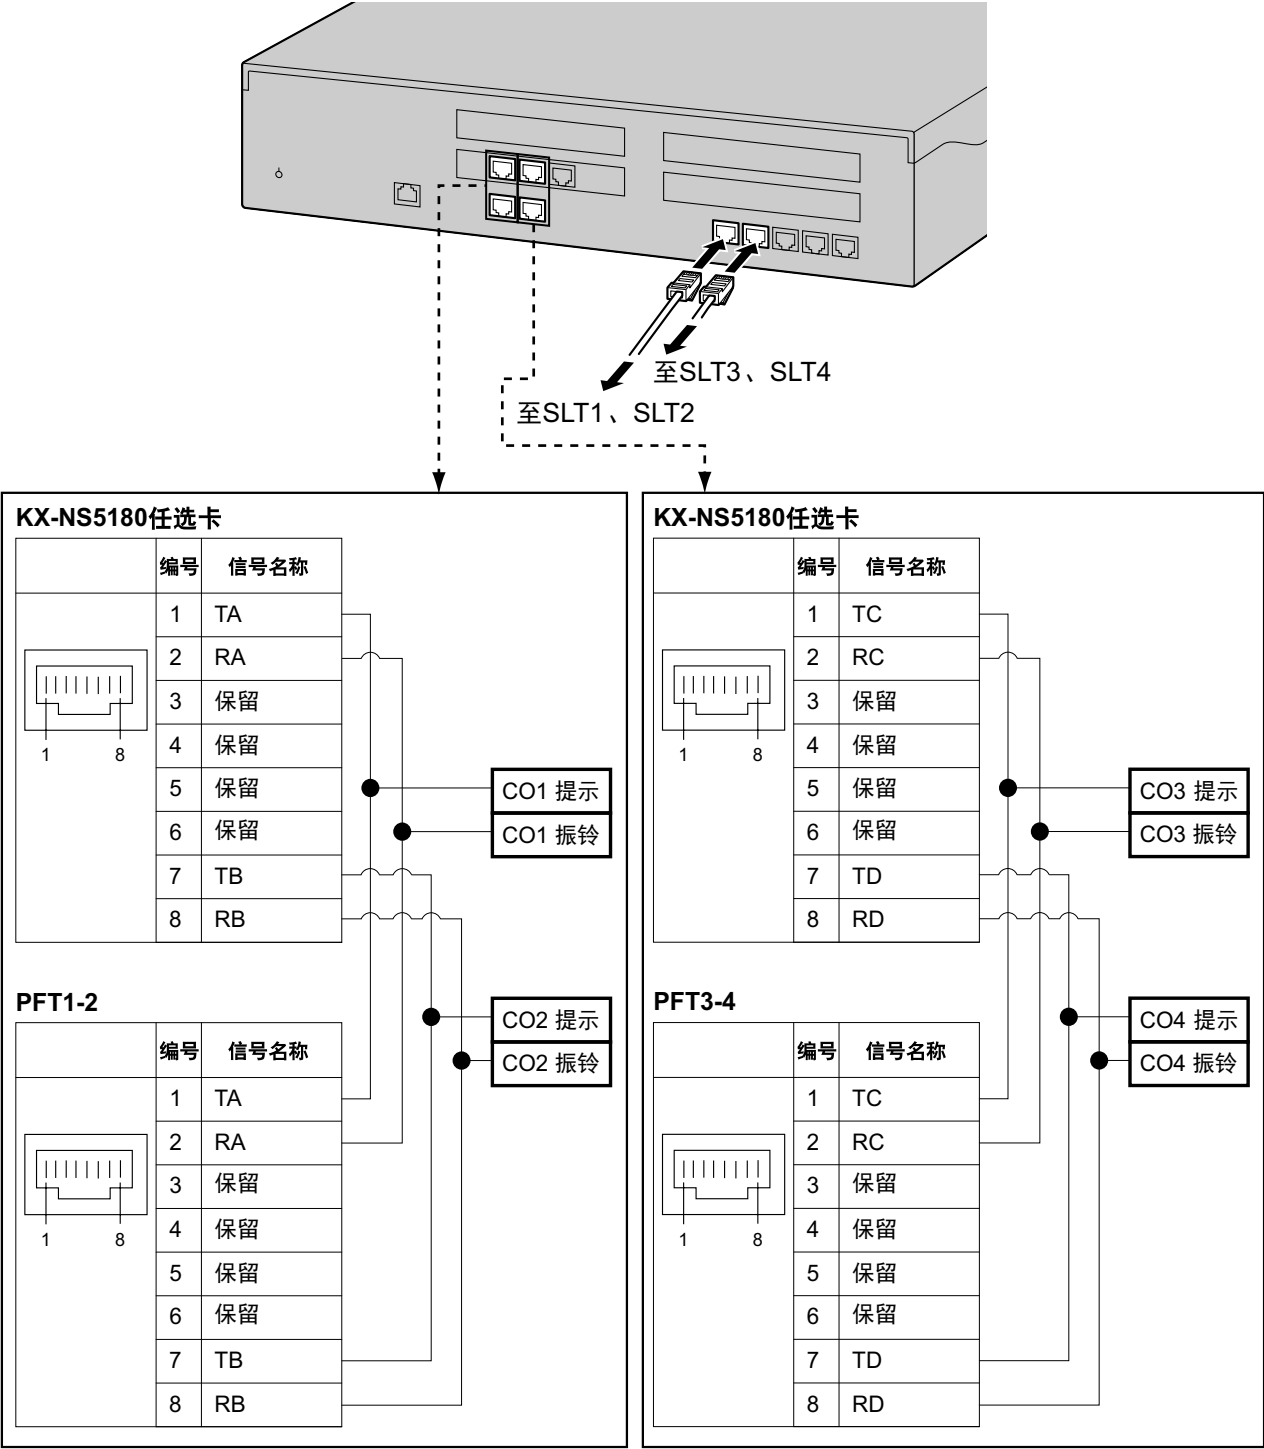 至SLT3、SLT4
至SLT1、SLT2
KX-NS5180任选卡
编号 信号名称
1 TA
2 RA
3 保留
4 保留
5 保留
6 保留
7 TB
8 RB
1 8
CO1 提示
CO1 振铃
PFT1-2
编号 信号名称
1 TA
2 RA
3 保留
4 保留
5 保留
6 保留
7 TB
8 RB
1 8
CO2 提示
CO2 振铃
KX-NS5180任选卡
编号 信号名称
1 TC
2 RC
3 保留
4 保留
5 保留
6 保留
7 TD
8 RD
1 8
CO3 提示
CO3 振铃
PFT3-4
编号 信号名称
1 TC
2 RC
3 保留
4 保留
5 保留
6 保留
7 TD
8 RD
1 8
CO4 提示
CO4 振铃